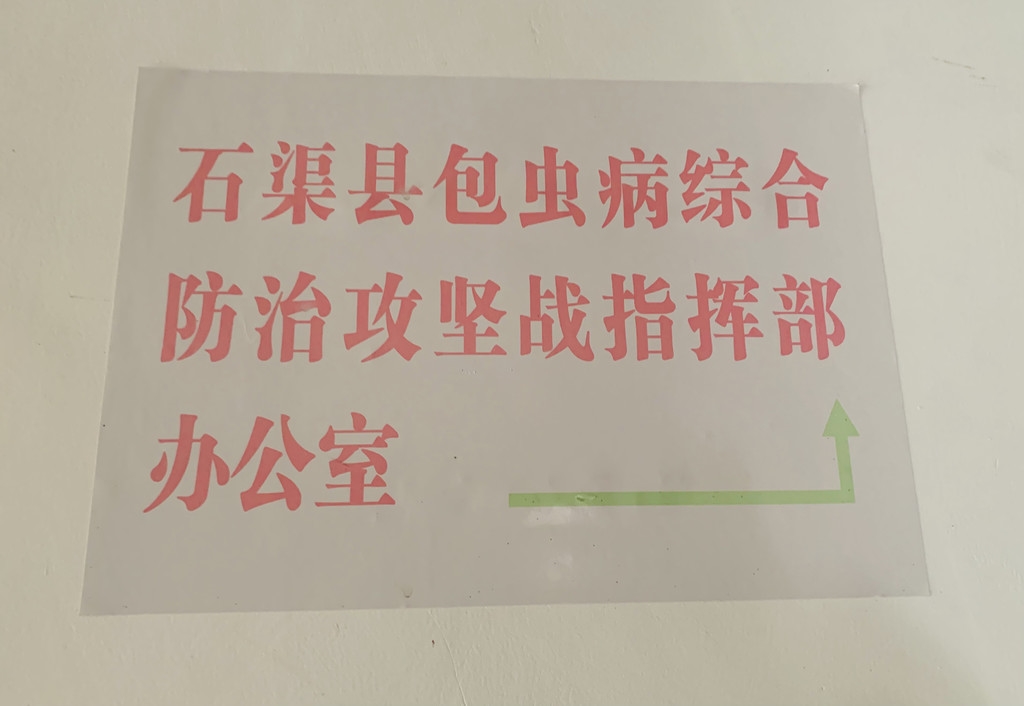 石渠县包虫病综合
防治攻坚战指挥部
办公室